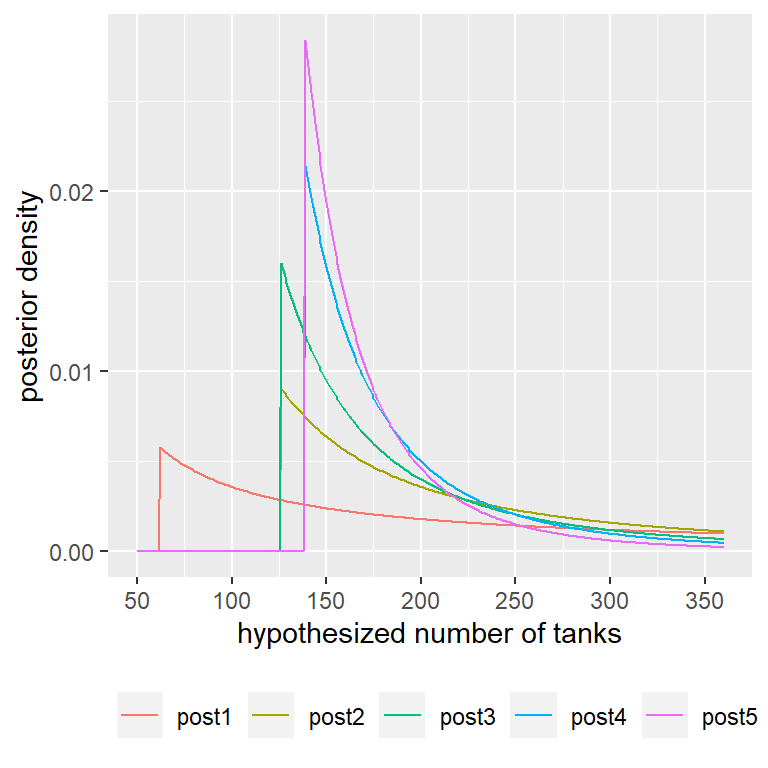 posterior density
0.02
0.01
0.00
50 100 150 200 250 300 350
hypothesized number of tanks
post1 post2 post3 post4 post5